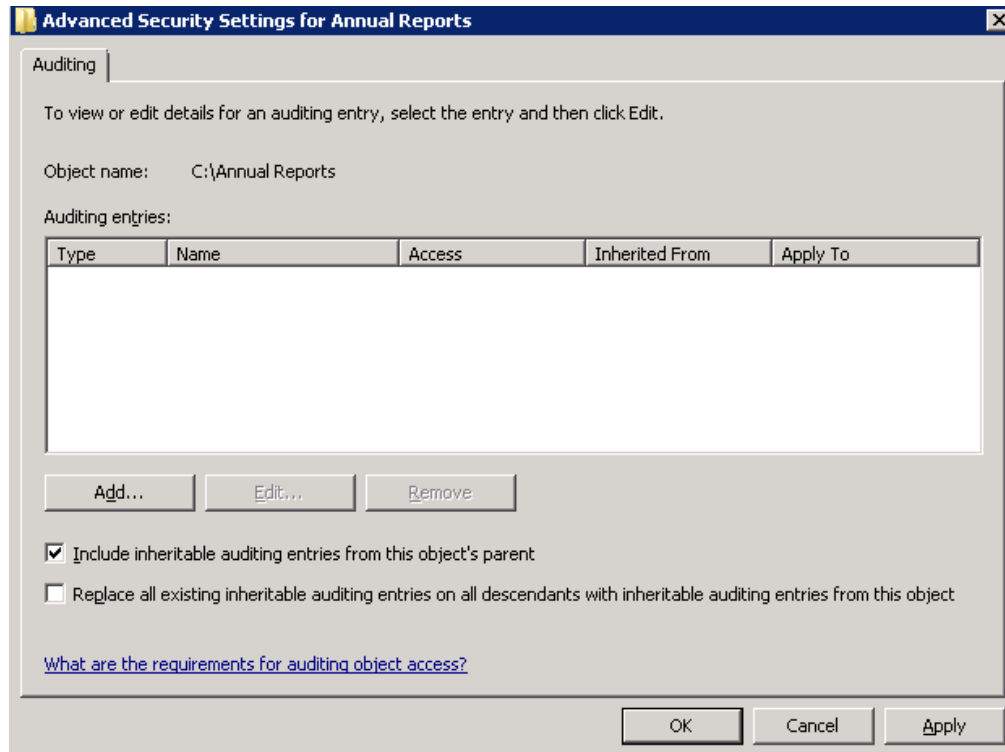 Advanced Security Settings for Annual Reports
Auditing
To view or edit details for an auditing entry, select the entry and then click Edit.
Object name: C:\Annual Reports
Auditing entries:
Type Name Access Inherited From Apply To
Add... Edit... Remove
Include inheritable auditing entries from this object's parent
Replace all existing inheritable auditing entries on all descendants with inheritable auditing entries from this object
What are the requirements for auditing object access?
OK Cancel Apply